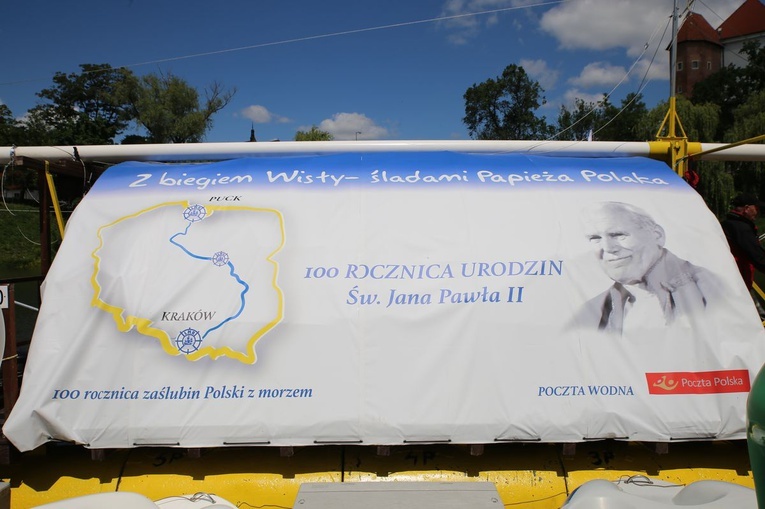 Z biegiem Wisły - śladami Papieża Polaka
PUCK
100 ROCZNICA URODZIN
Św. Jana Pawła II
KRAKÓW
100 rocznica zaślubin Polski z morzem
POCZTA WODNA
Poczta Polska